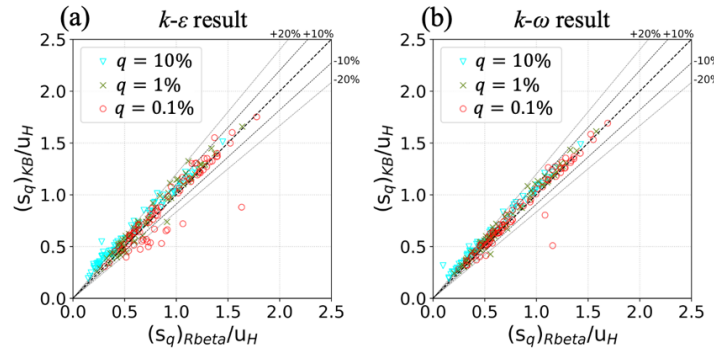 (a) k-ε result
+20% +10%
-10%
-20%
q = 10%
q = 1%
q = 0.1%
(s_q)_KB/u_H
2.5
2.0
1.5
1.0
0.5
0.0
0.0 0.5 1.0 1.5 2.0 2.5
(s_q)_Rbeta/u_H
(b) k-ω result
+20% +10%
-10%
-20%
q = 10%
q = 1%
q = 0.1%
(s_q)_KB/u_H
2.5
2.0
1.5
1.0
0.5
0.0
0.0 0.5 1.0 1.5 2.0 2.5
(s_q)_Rbeta/u_H